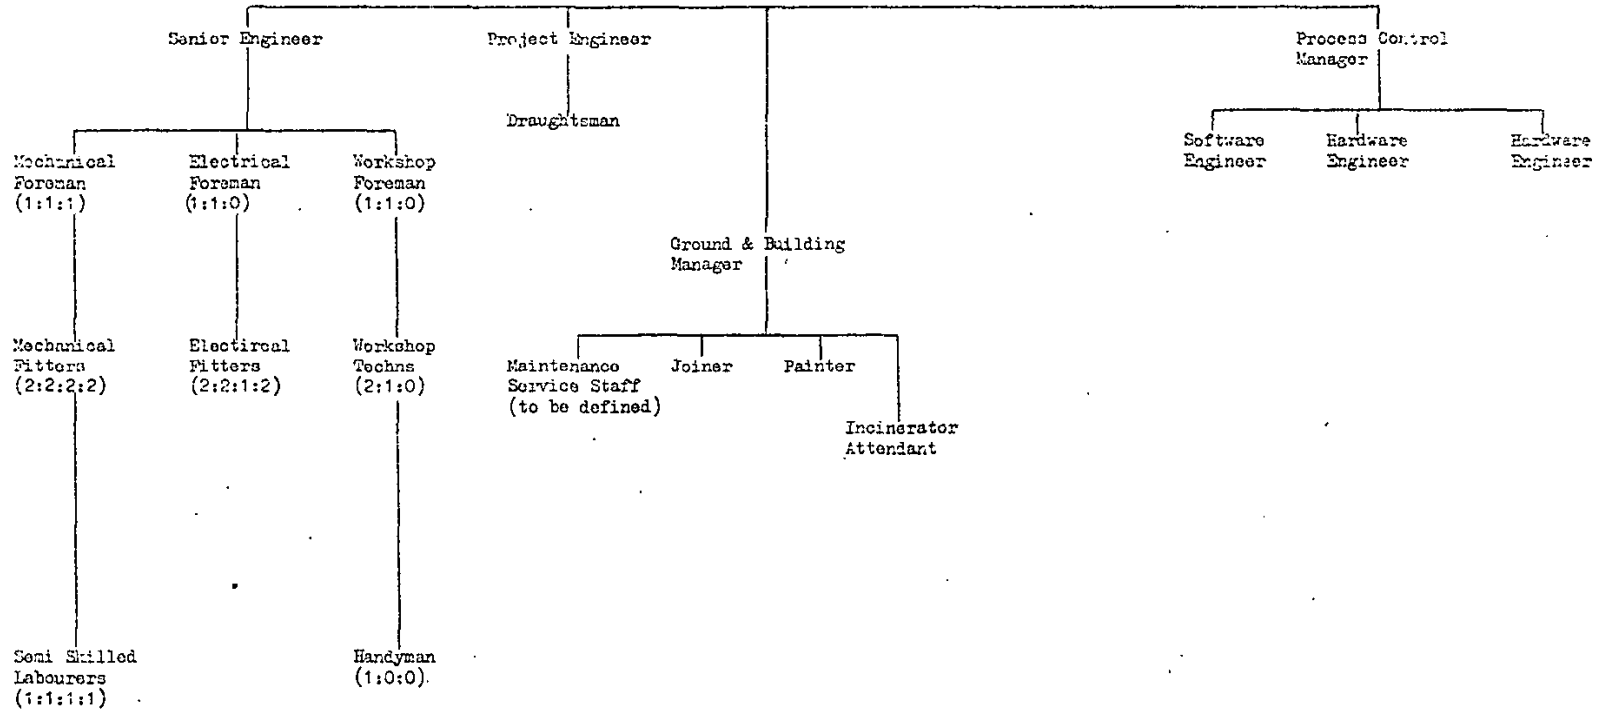 Senior Engineer
Project Engineer
Process Control
Manager
Draughtsman
Software
Engineer
Hardware
Engineer
Hardware
Engineer
Mechanical
Foreman
(1:1:1)
Electrical
Foreman
(1:1:0)
Workshop
Foreman
(1:1:0)
Ground & Building
Manager
Mechanical
Fitters
(2:2:2:2)
Electircal
Fitters
(2:2:1:2)
Workshop
Techns
(2:1:0)
Maintenance
Service Staff
(to be defined)
Joiner
Painter
Incinerator
Attendant
Semi Skilled
Labourers
(1:1:1:1)
Handyman
(1:0:0)